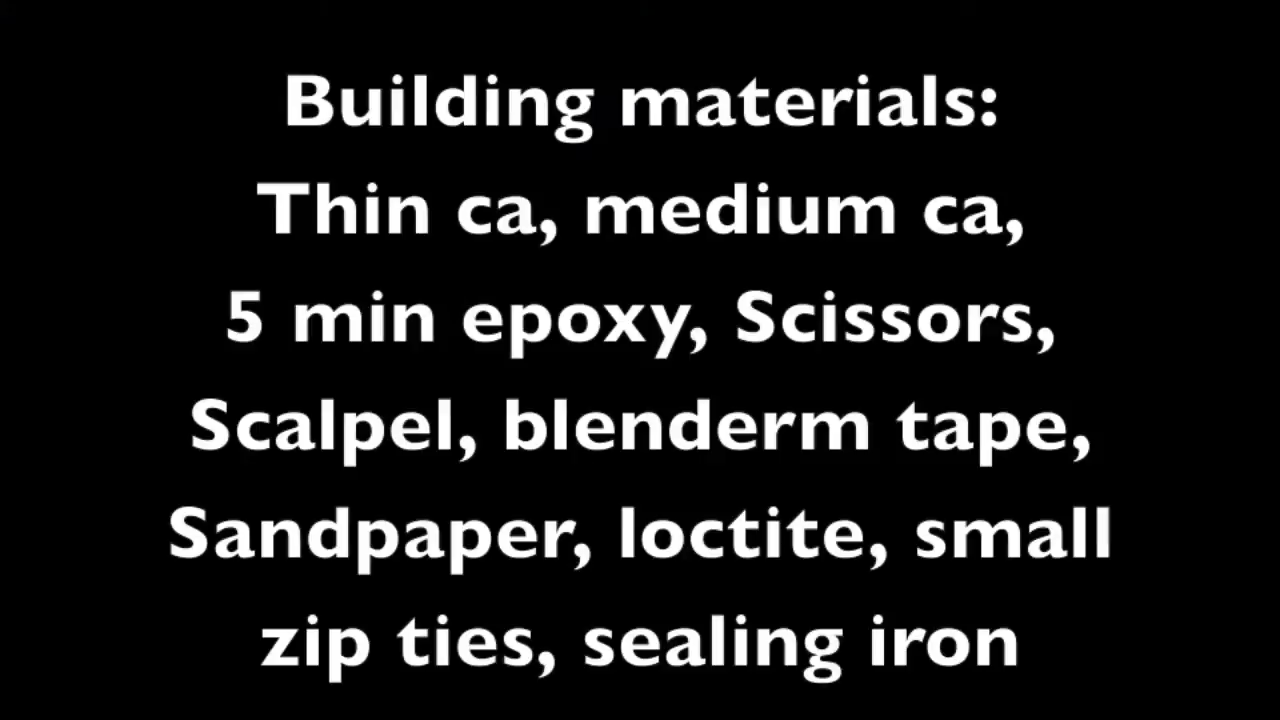 Building materials:
Thin ca, medium ca,
5 min epoxy, Scissors,
Scalpel, blenderm tape,
Sandpaper, loctite, small
zip ties, sealing iron